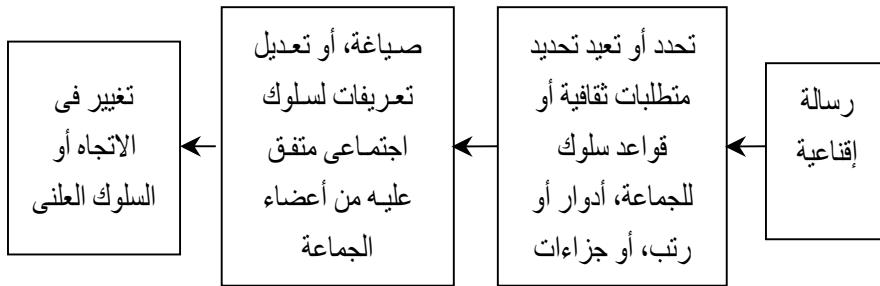 رسالة
إقناعية
تحدد أو تعيد تحديد
متطلبات ثقافية أو
قواعد سلوك
للجماعة، أدوار أو
رتب، أو جزاءات
صياغة، أو تعديل
تعريفات لسلوك
اجتماعى متفق
عليه من أعضاء
الجماعة
تغيير فى
الاتجاه أو
السلوك العلنى